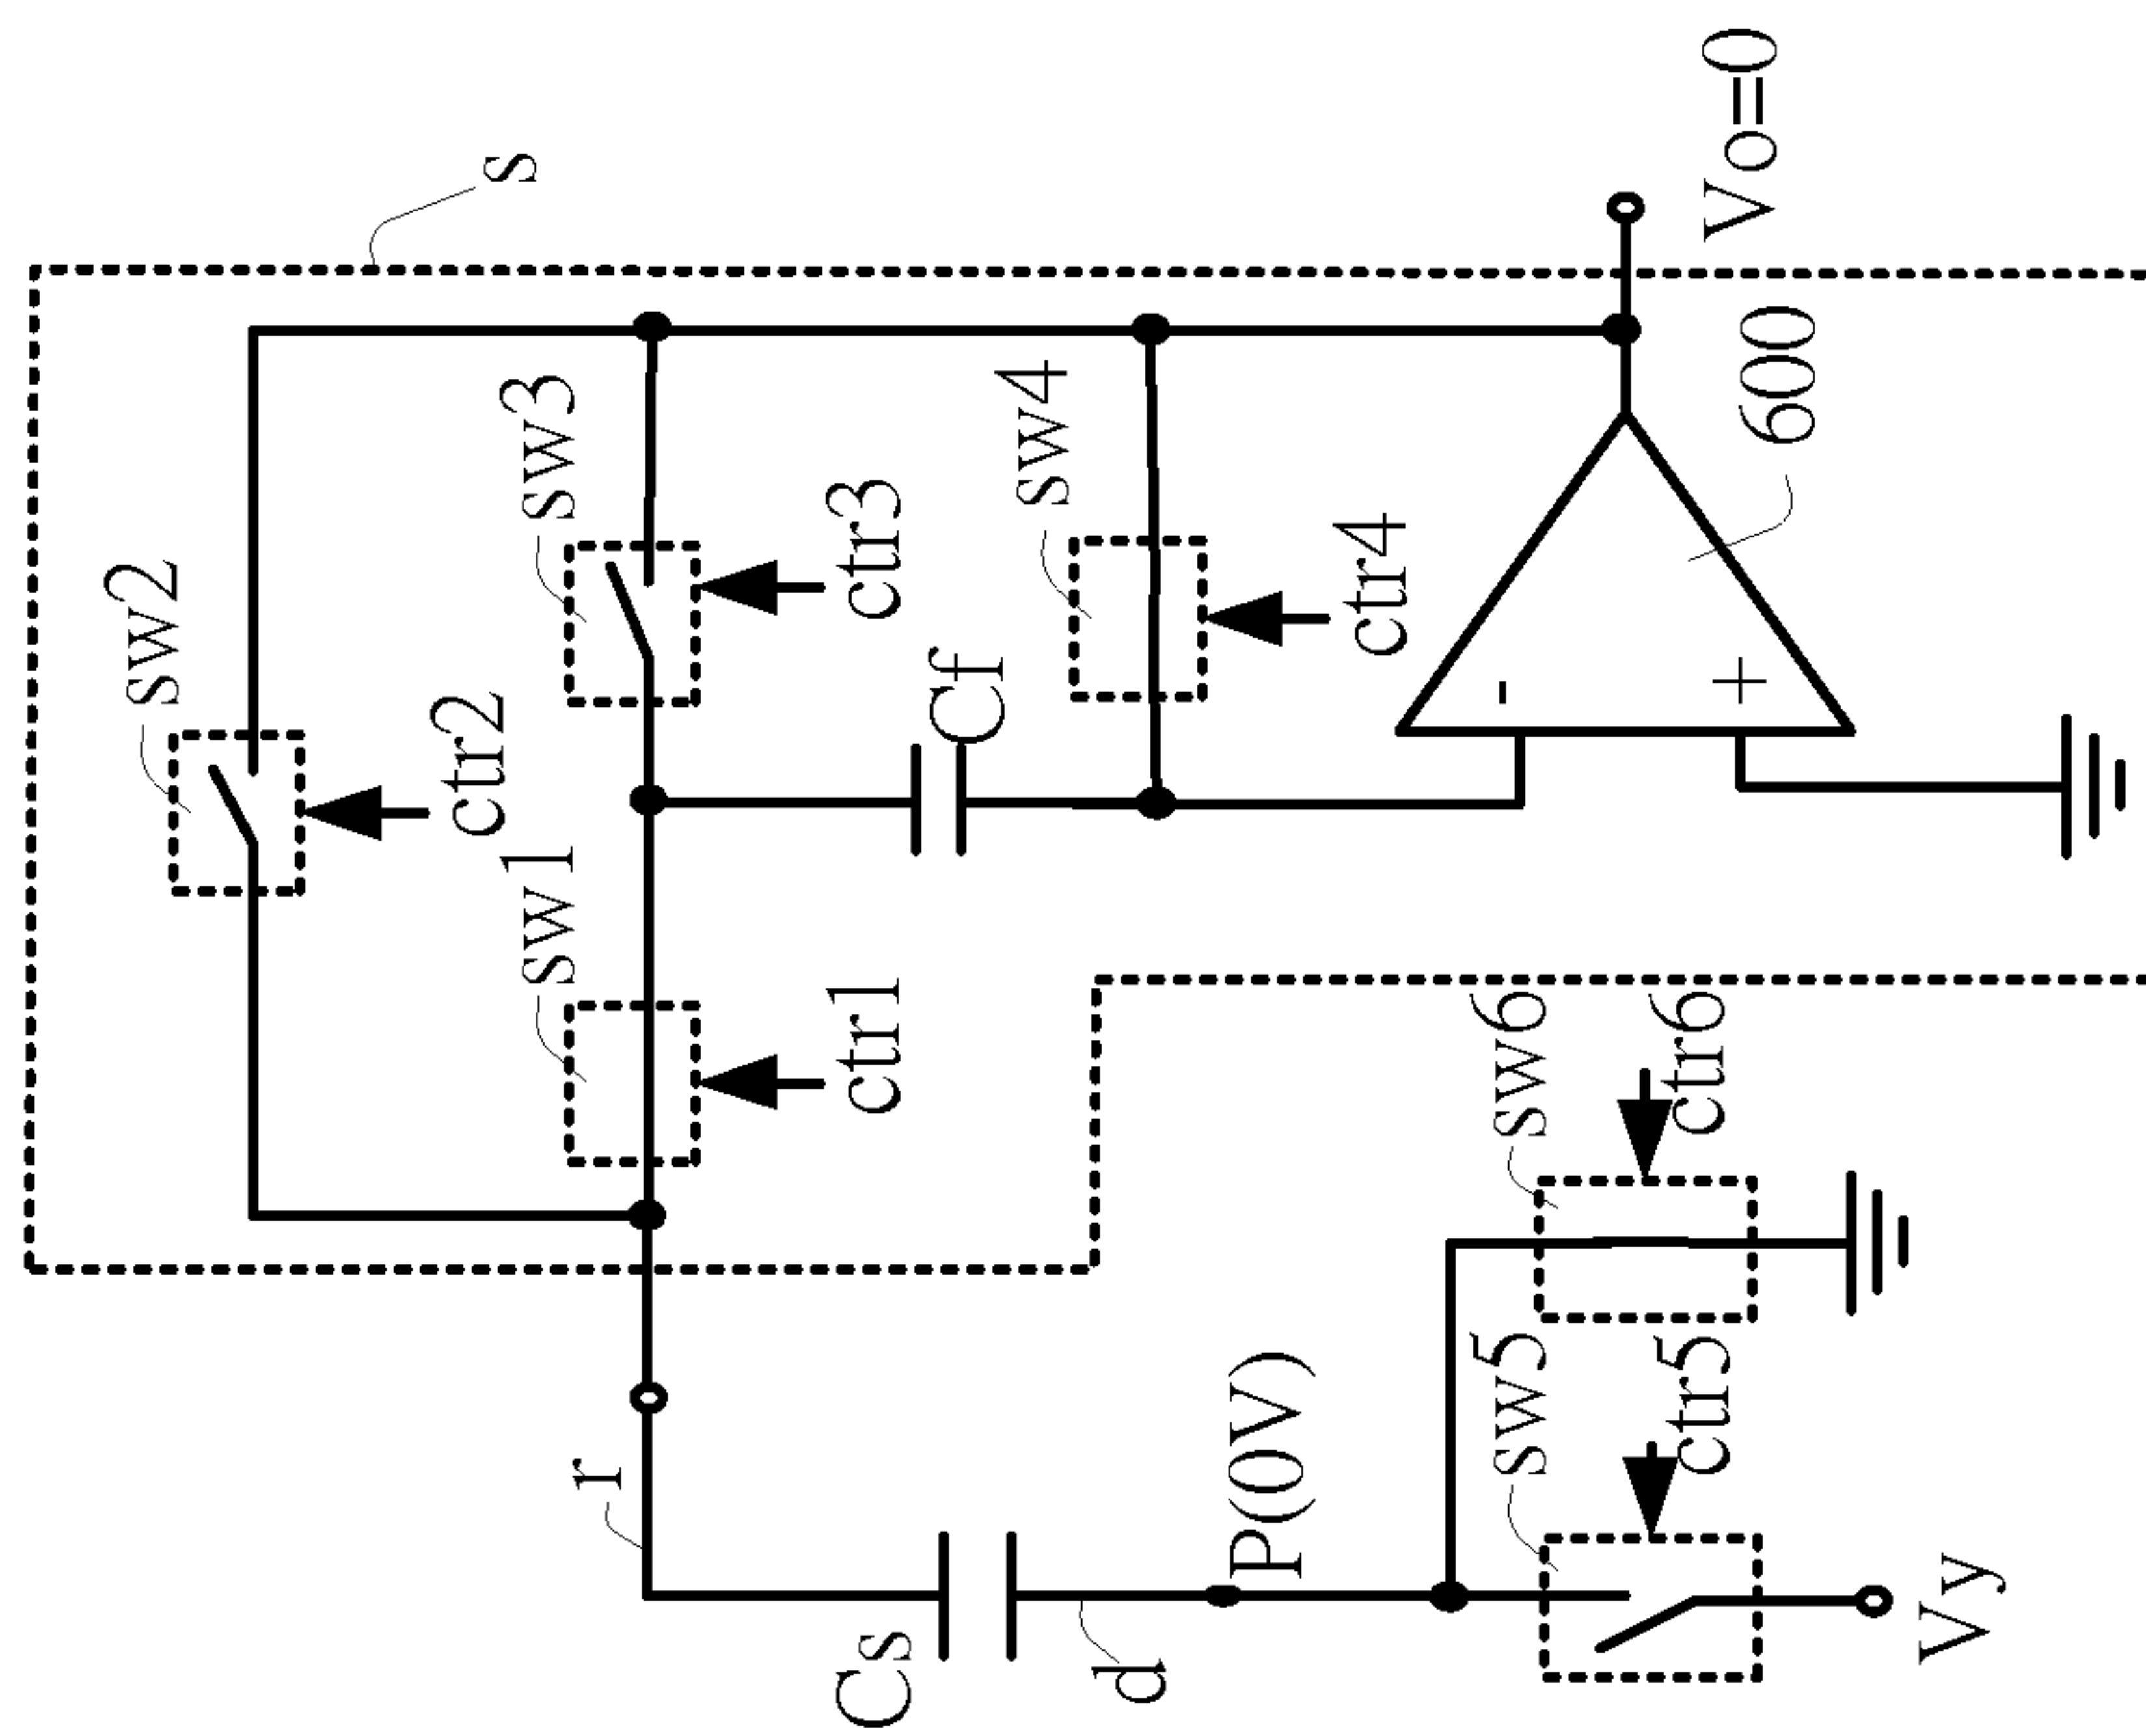 s
sw2
ctr2
sw1
ctr1
sw3
ctr3
Cf
sw4
ctr4
-
+
600
Vo=0
r
Cs
d
P(0V)
sw5
ctr5
sw6
ctr6
Vy